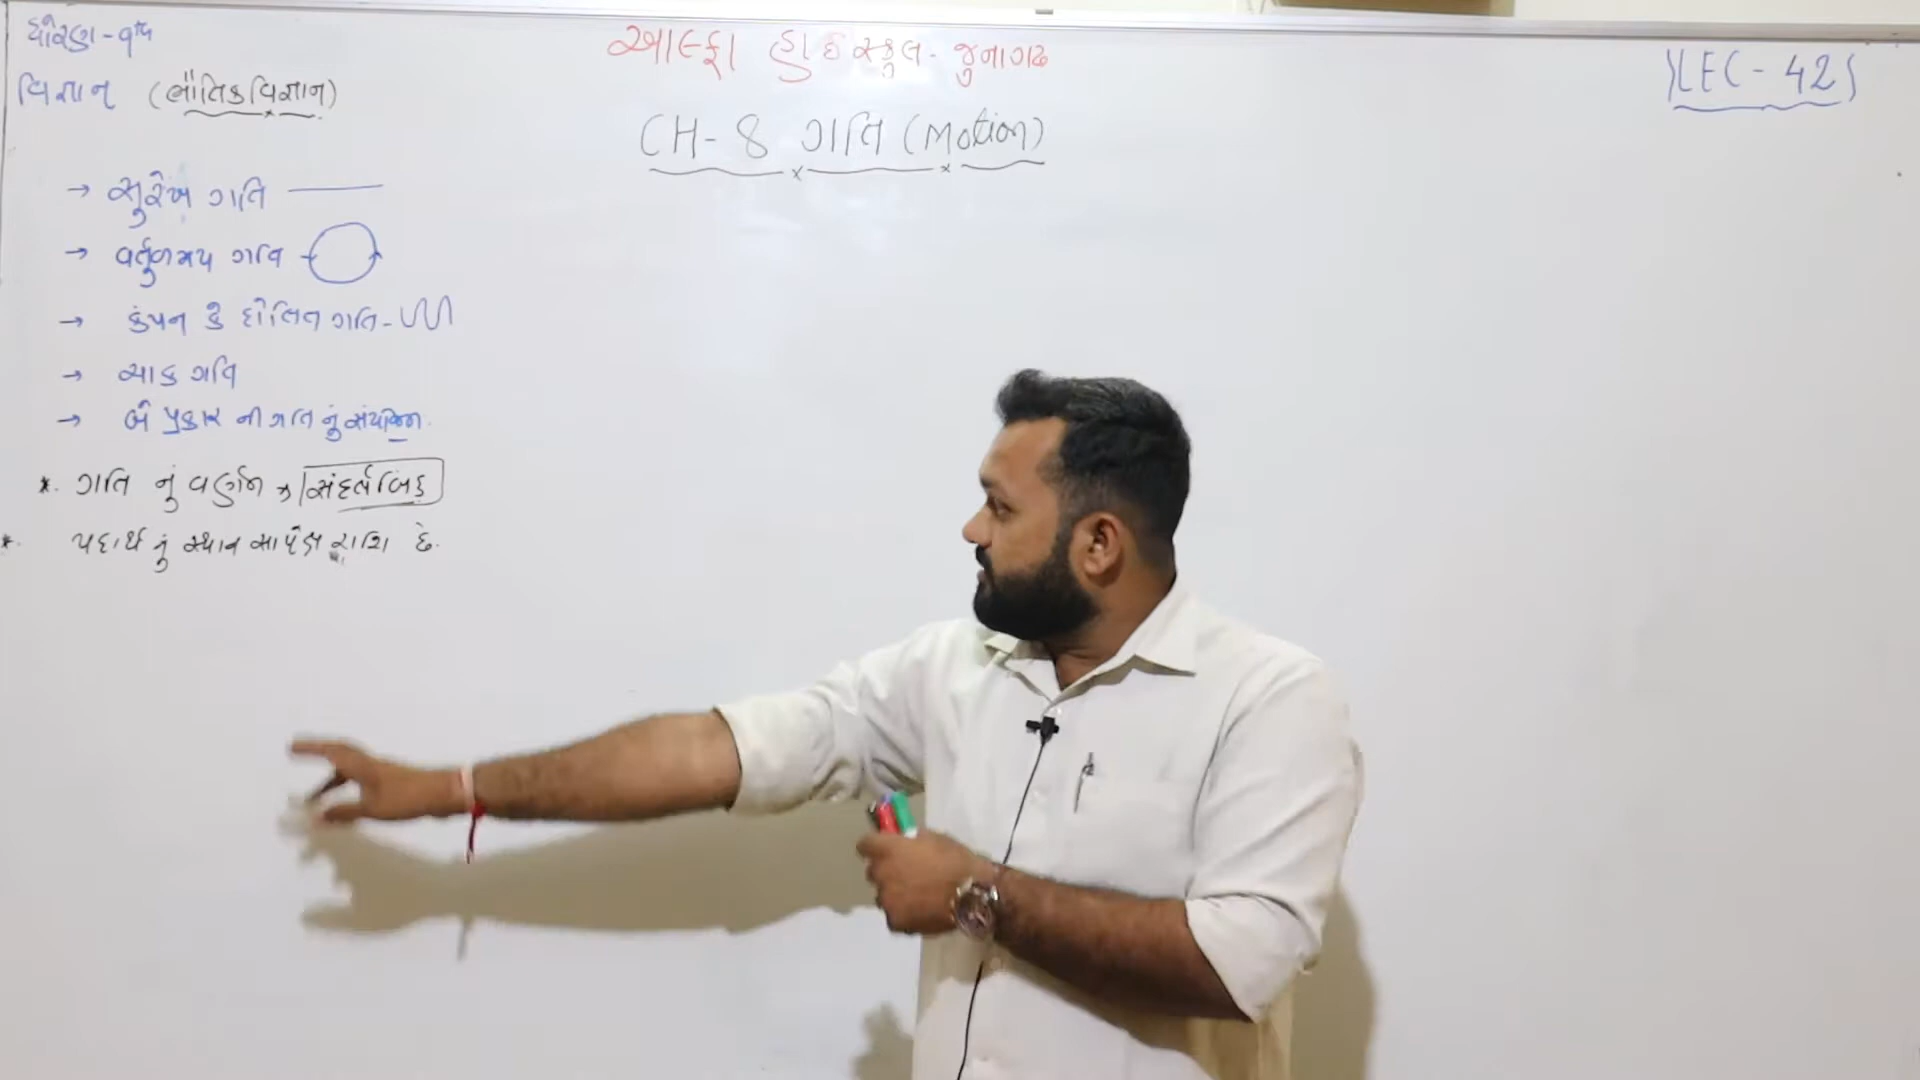 ધોરણ - ૯
વિજ્ઞાન (ભૌતિકવિજ્ઞાન)
આલ્ફા હાઇસ્કુલ - જુનાગઢ
LEC - 42
CH - 8 ગતિ (Motion)
→ સુરેખ ગતિ
→ વર્તુળમય ગતિ
→ કંપન કે દોલિત ગતિ -
→ ચાક ગતિ
→ બે પ્રકાર ની ગતિ નું સંયોજન.
*. ગતિ નું વર્ણન → સંદર્ભબિંદુ
*. પદાર્થ નું સ્થાન સાપેક્ષ રાશિ છે.